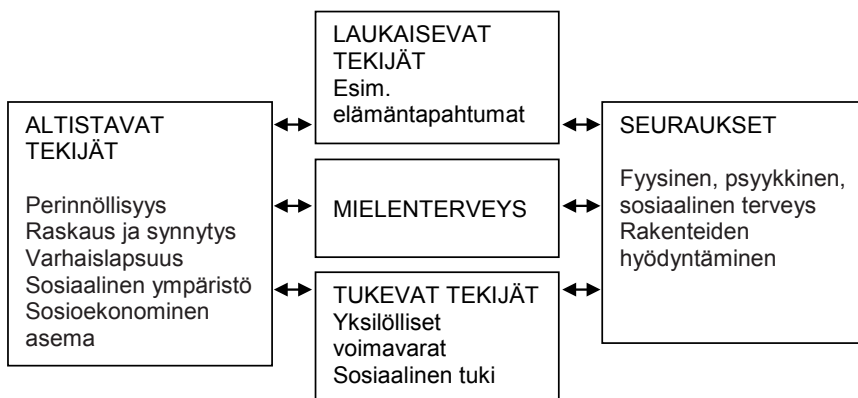 LAUKAISEVAT
TEKIJÄT
Esim.
elämäntapahtumat
ALTISTAVAT
TEKIJÄT
Perinnöllisyys
Raskaus ja synnytys
Varhaislapsuus
Sosiaalinen ympäristö
Sosioekonominen
asema
MIELENTERVEYS
TUKEVAT TEKIJÄT
Yksilölliset
voimavarat
Sosiaalinen tuki
SEURAUKSET
Fyysinen, psyykkinen,
sosiaalinen terveys
Rakenteiden
hyödyntäminen